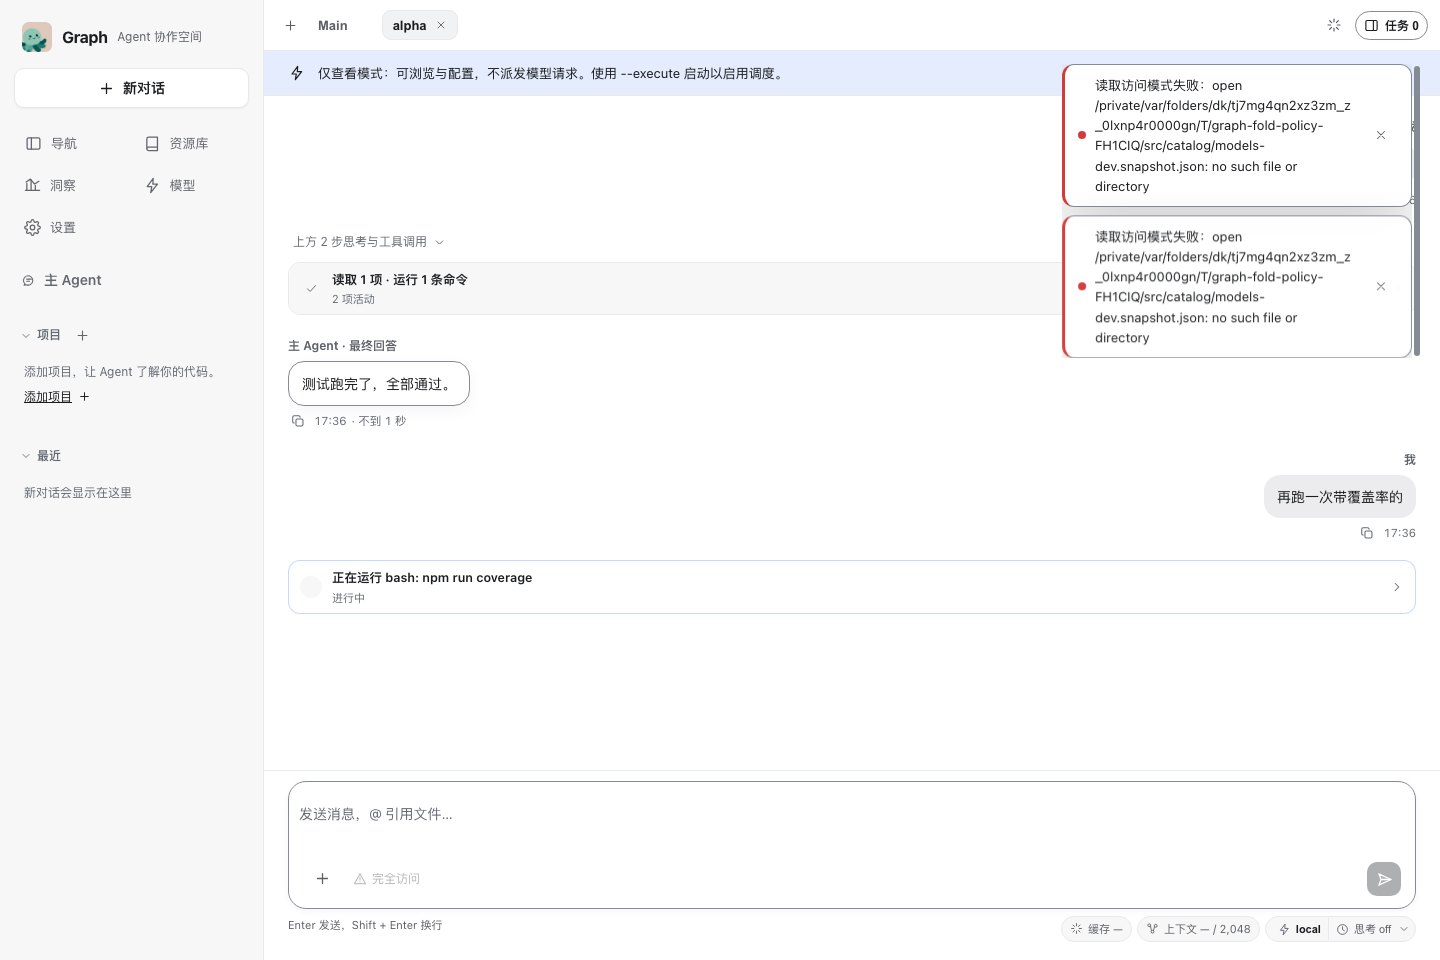 Graph Agent 协作空间
新对话
导航
资源库
洞察
模型
设置
主 Agent
项目
添加项目，让 Agent 了解你的代码。
添加项目
最近
新对话会显示在这里
Main
alpha
任务 0
仅查看模式：可浏览与配置，不派发模型请求。使用 --execute 启动以启用调度。
读取访问模式失败：open
/private/var/folders/dk/tj7mg4qn2xz3zm_z
_0lxnp4r0000gn/T/graph-fold-policy-
FH1CIQ/src/catalog/models-
dev.snapshot.json: no such file or
directory
读取访问模式失败：open
/private/var/folders/dk/tj7mg4qn2xz3zm_z
_0lxnp4r0000gn/T/graph-fold-policy-
FH1CIQ/src/catalog/models-
dev.snapshot.json: no such file or
directory
上方 2 步思考与工具调用
读取 1 项 · 运行 1 条命令
2 项活动
主 Agent · 最终回答
测试跑完了，全部通过。
17:36 · 不到 1 秒
我
再跑一次带覆盖率的
17:36
正在运行 bash: npm run coverage
进行中
发送消息，@ 引用文件...
完全访问
Enter 发送，Shift + Enter 换行
缓存 —
上下文 — / 2,048
local
思考 off